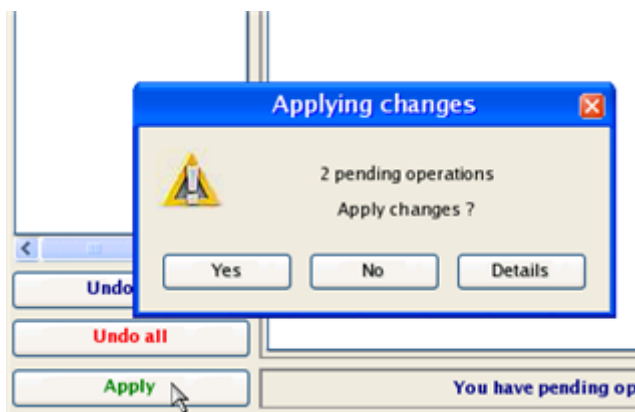 Applying changes
2 pending operations
Apply changes ?
Yes
No
Details
Undo
Undo all
Apply
You have pending op